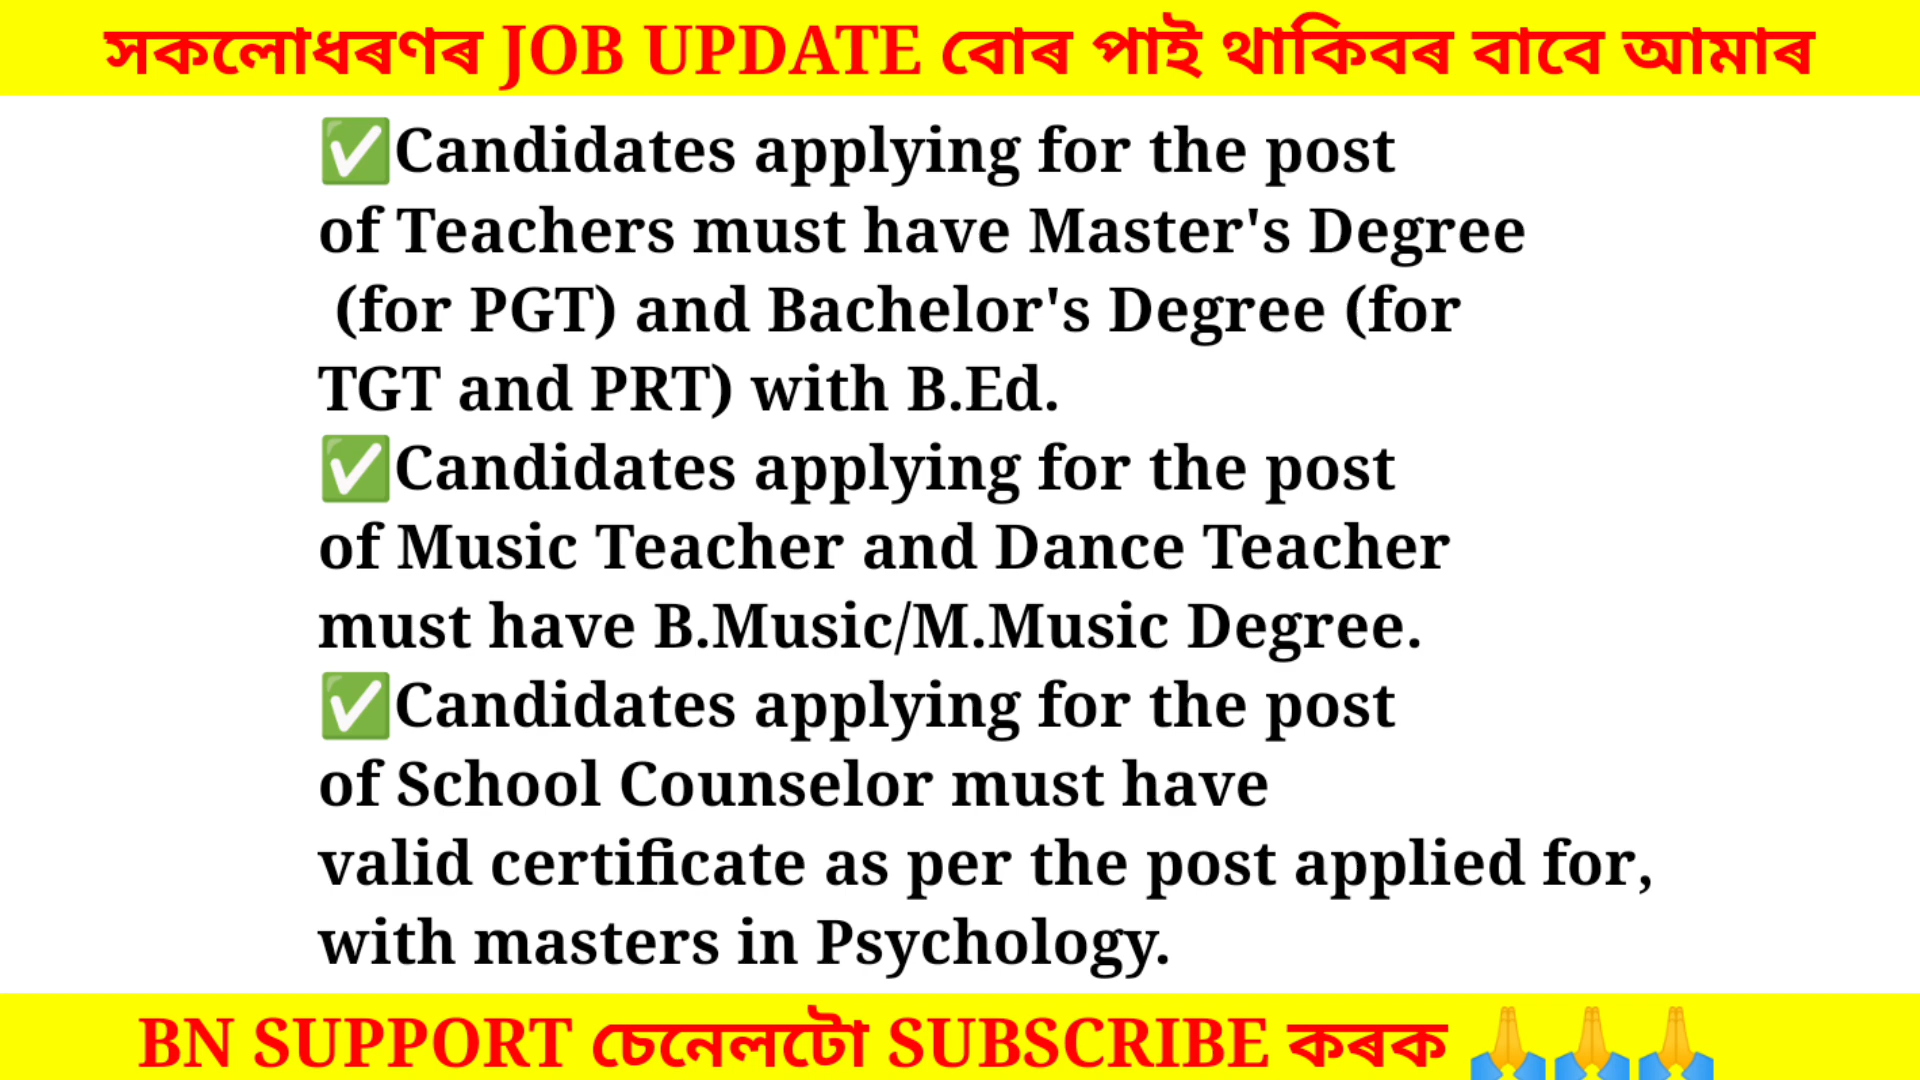 সকলোধৰণৰ JOB UPDATE বোৰ পাই থাকিবৰ বাবে আমাৰ
✅Candidates applying for the post
of Teachers must have Master's Degree
(for PGT) and Bachelor's Degree (for
TGT and PRT) with B.Ed.
✅Candidates applying for the post
of Music Teacher and Dance Teacher
must have B.Music/M.Music Degree.
✅Candidates applying for the post
of School Counselor must have
valid certificate as per the post applied for,
with masters in Psychology.
BN SUPPORT চেনেলটো SUBSCRIBE কৰক 🙏🙏🙏